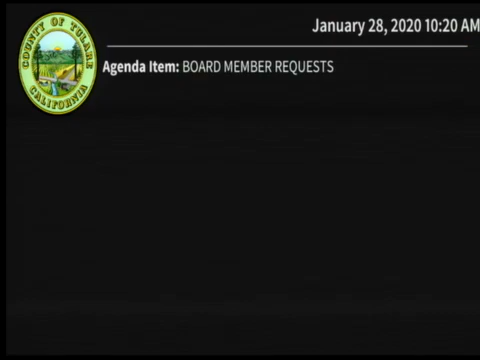 January 28, 2020 10:20 AM
COUNTY OF TULARE
CALIFORNIA
Agenda Item: BOARD MEMBER REQUESTS